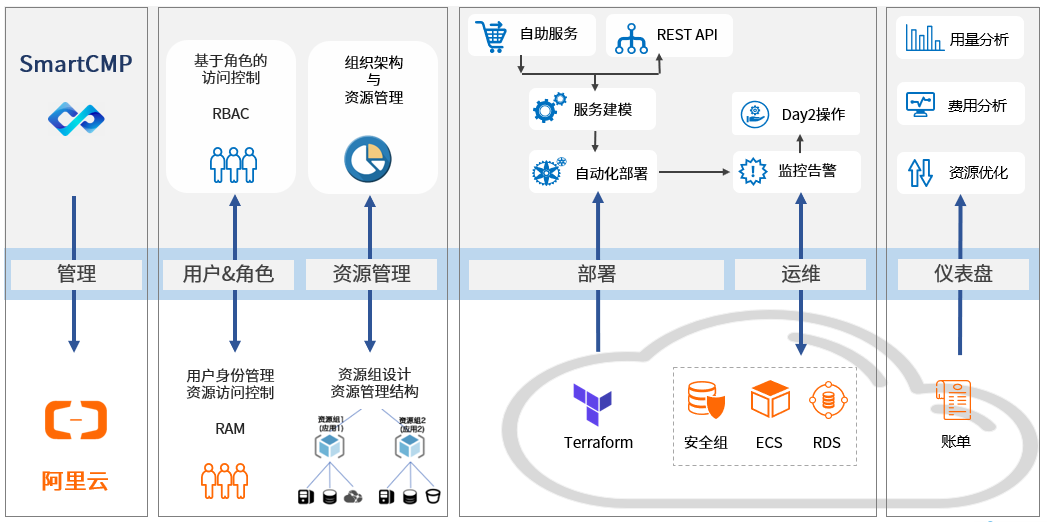 SmartCMP
管理
阿里云
基于角色的
访问控制
RBAC
组织架构
与
资源管理
用户&角色
资源管理
用户身份管理
资源访问控制
RAM
资源组设计
资源管理结构
资源组1
(应用1)
资源组2
(应用2)
自助服务
REST API
服务建模
自动化部署
Day2操作
监控告警
部署
运维
Terraform
安全组
ECS
RDS
用量分析
费用分析
资源优化
仪表盘
账单